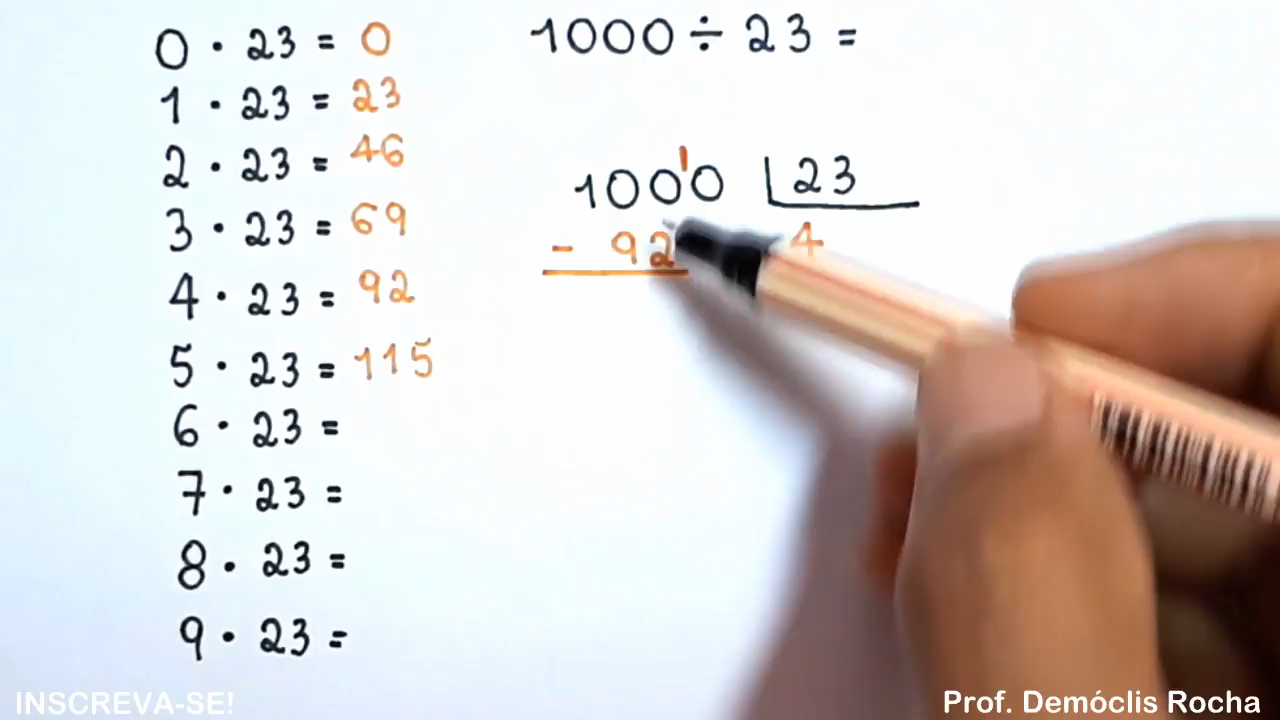 0 · 23 = 0
1 · 23 = 23
2 · 23 = 46
3 · 23 = 69
4 · 23 = 92
5 · 23 = 115
6 · 23 =
7 · 23 =
8 · 23 =
9 · 23 =
1000 ÷ 23 =
1000 23
- 92 4
INSCREVA-SE!
Prof. Demóclis Rocha